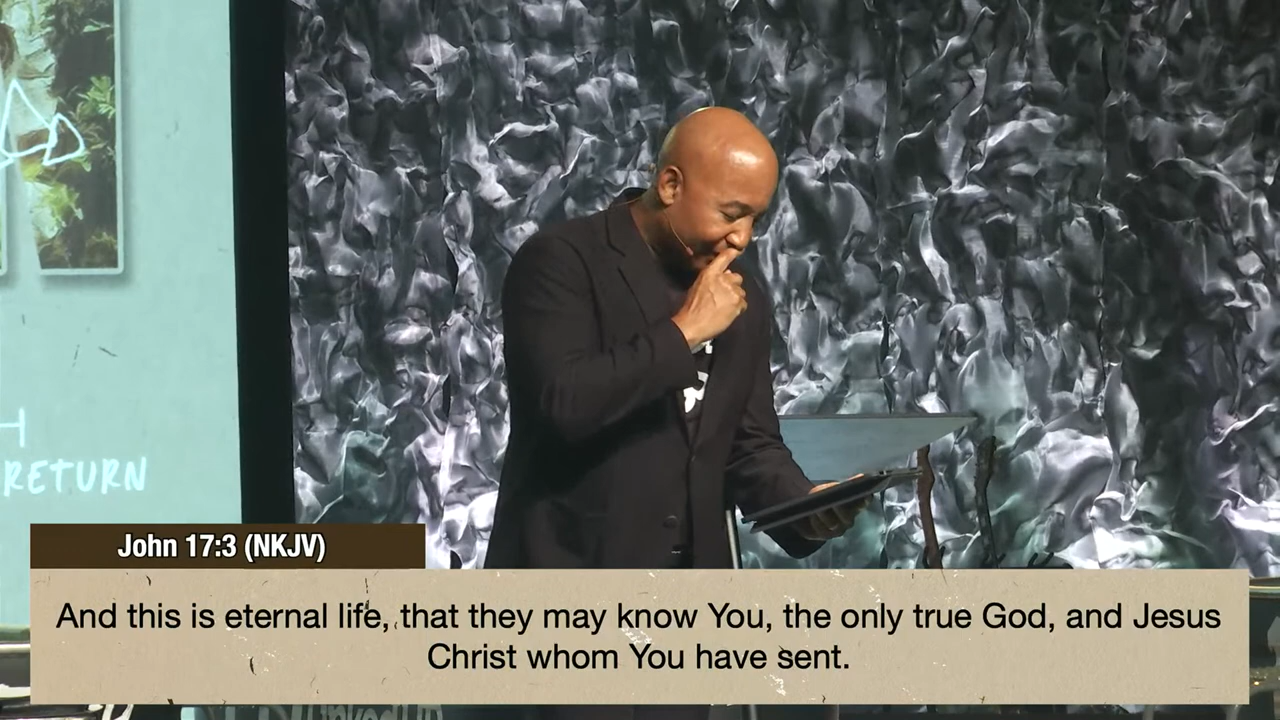 RETURN
John 17:3 (NKJV)
And this is eternal life, that they may know You, the only true God, and Jesus
Christ whom You have sent.